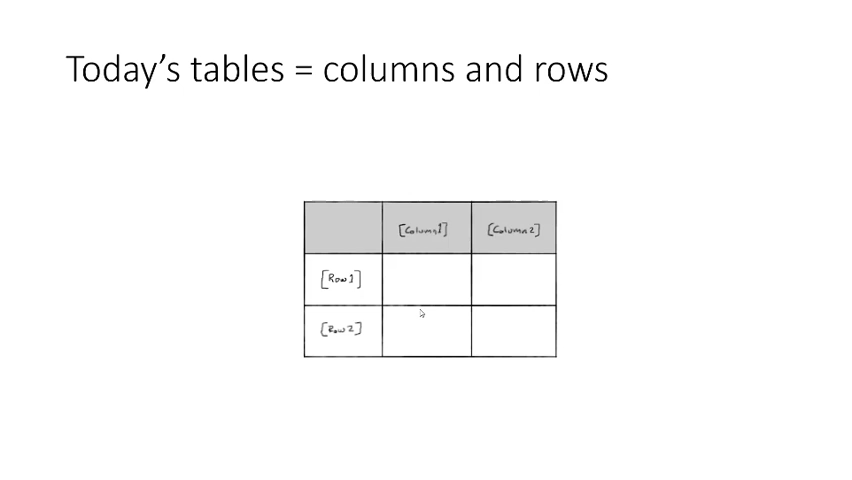 Today's tables = columns and rows
[Column1] [Column2]
[Row1]
[Row2]